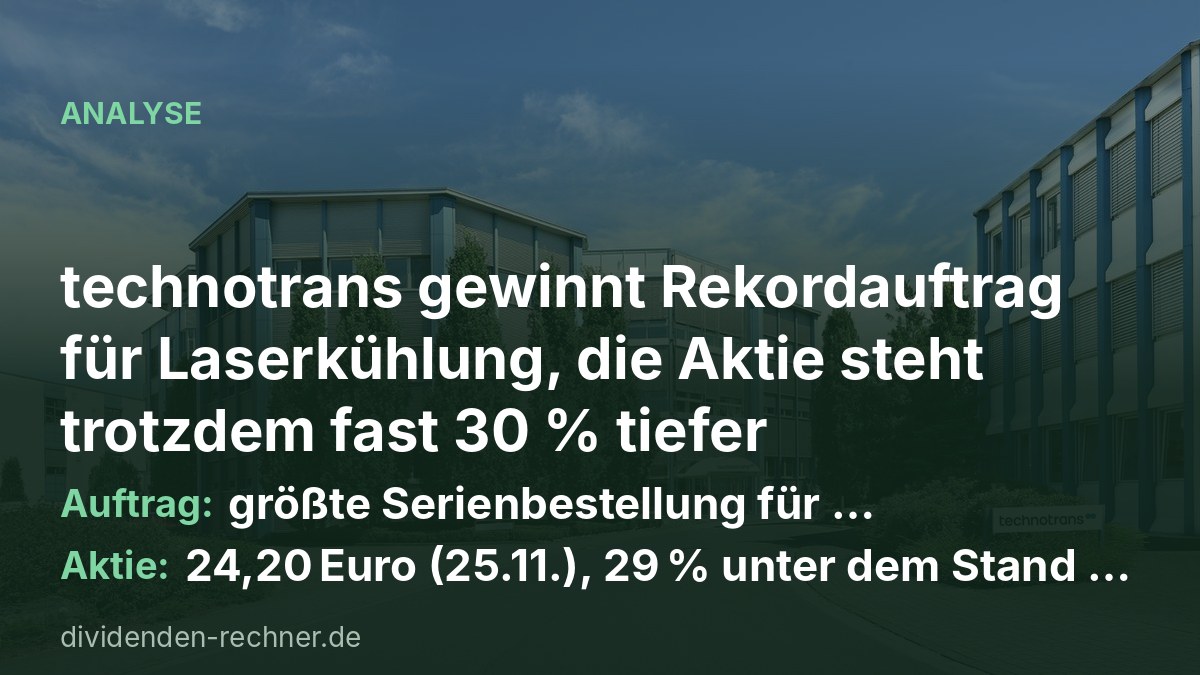 ANALYSE
technotrans gewinnt Rekordauftrag
für Laserkühlung, die Aktie steht
trotzdem fast 30 % tiefer
Auftrag: größte Serienbestellung für …
Aktie: 24,20 Euro (25.11.), 29 % unter dem Stand …
technotrans
dividenden-rechner.de